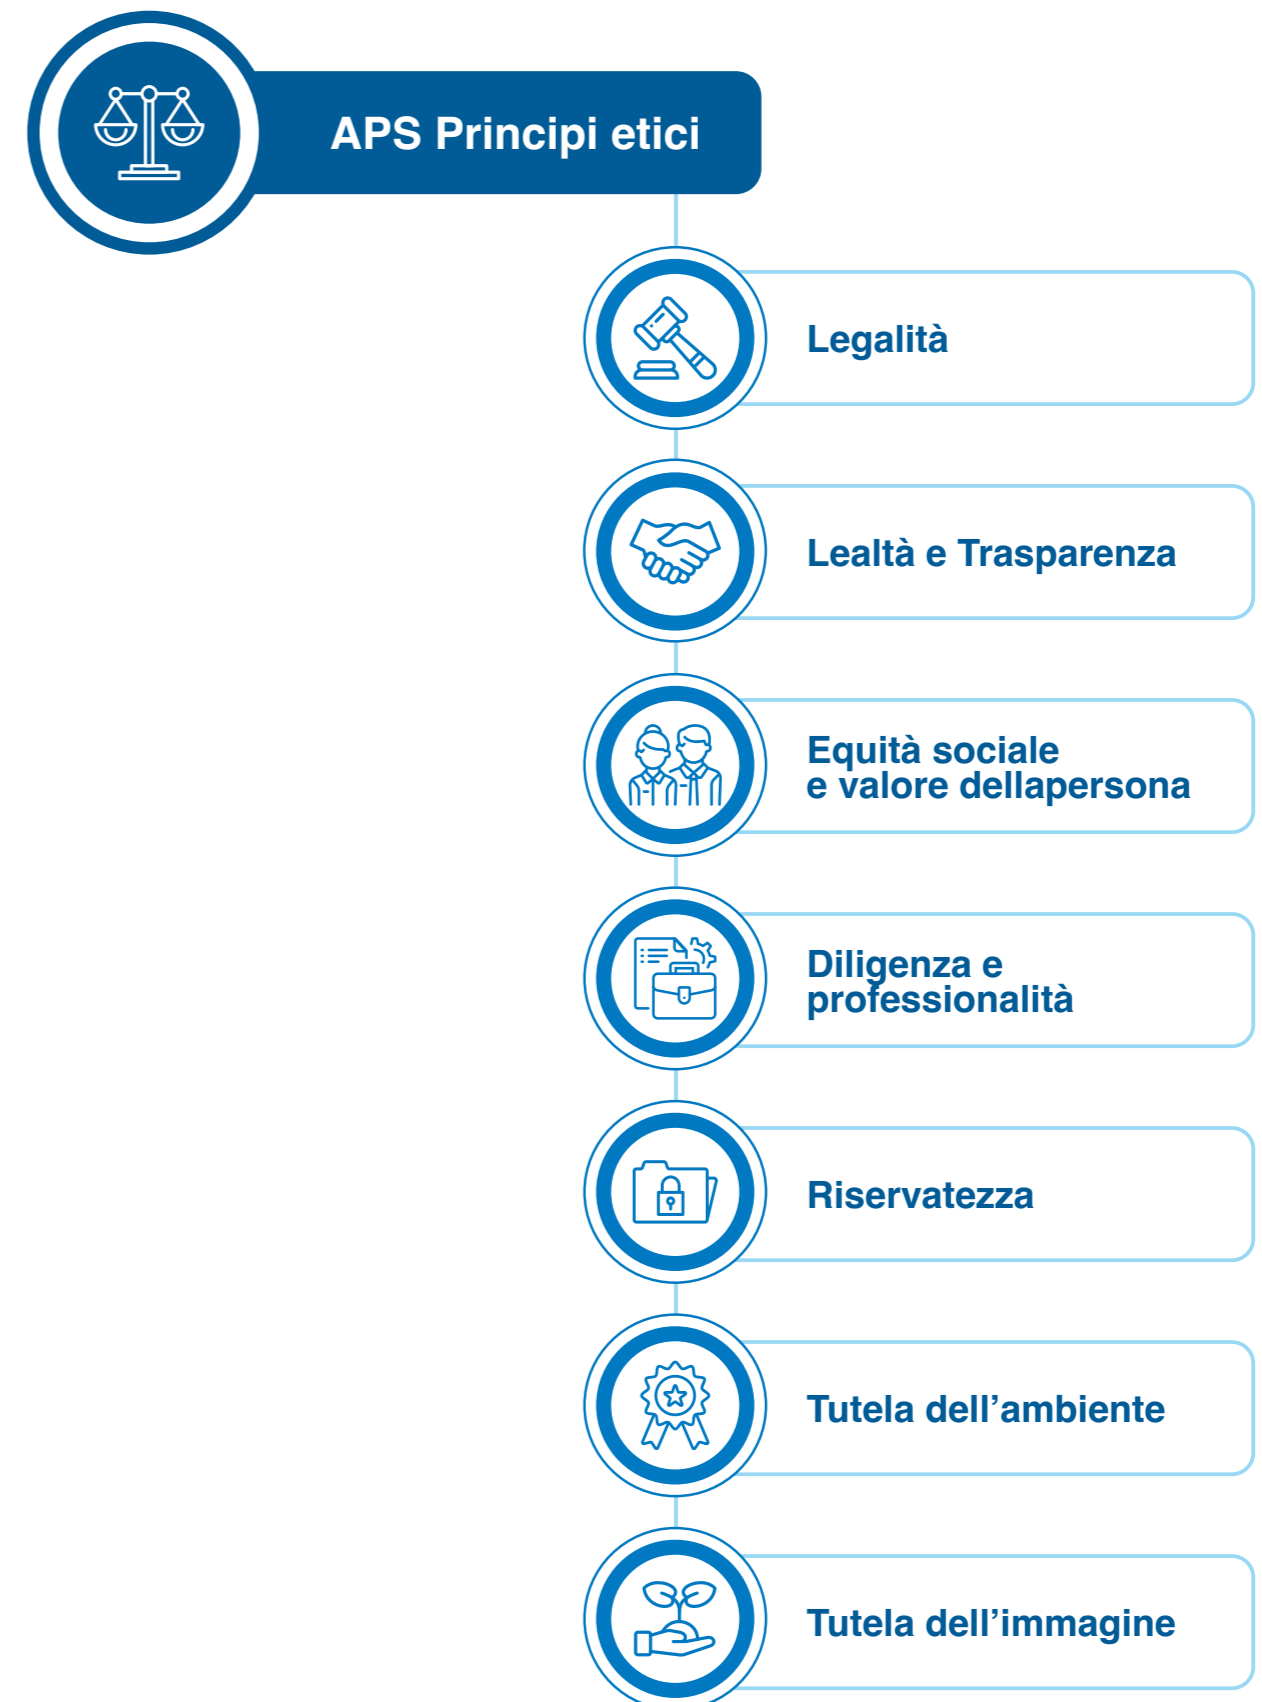 APS Principi etici
Legalità
Lealtà e Trasparenza
Equità sociale
e valore dellapersona
Diligenza e
professionalità
Riservatezza
Tutela dell’ambiente
Tutela dell’immagine